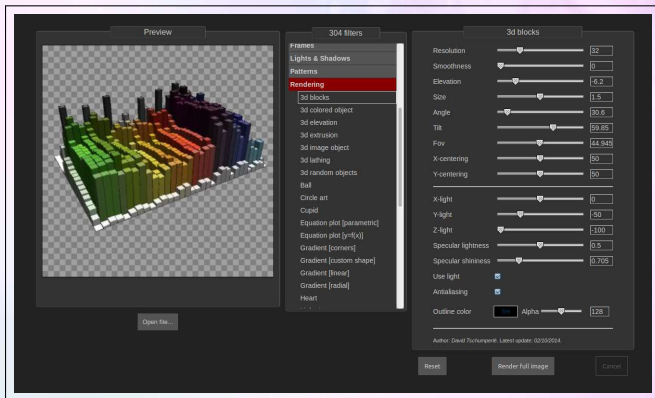 Preview
304 filters
3d blocks
Frames
Lights & Shadows
Patterns
Rendering
3d blocks
3d colored object
3d elevation
3d extrusion
3d image object
3d lathing
3d random objects
Ball
Circle art
Cupid
Equation plot [parametric]
Equation plot [y=f(x)]
Gradient [corners]
Gradient [custom shape]
Gradient [linear]
Gradient [radial]
Heart
Resolution 32
Smoothness 0
Elevation -6.2
Size 1.5
Angle 30.6
Tilt 59.85
Fov 44.945
X-centering 50
Y-centering 50
X-light 0
Y-light -50
Z-light -100
Specular lightness 0.5
Specular shininess 0.705
Use light
Antialiasing
Outline color Alpha 128
Author: David Tschumperlé. Latest update: 02/10/2014.
Open file...
Reset
Render full image
Cancel